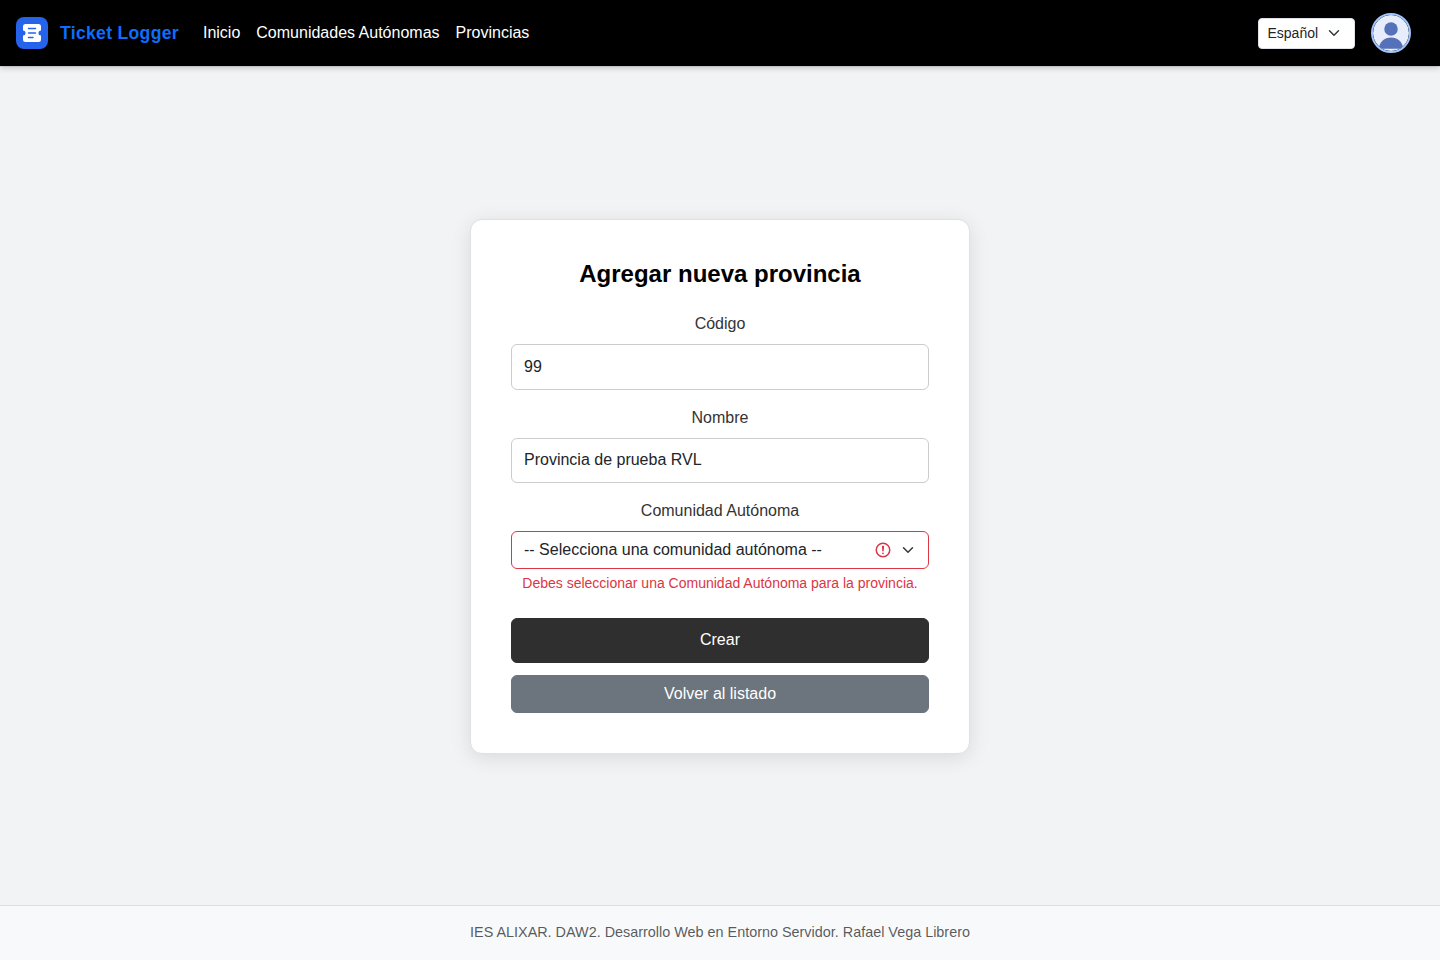 Ticket Logger Inicio Comunidades Autónomas Provincias Español
Agregar nueva provincia
Código
99
Nombre
Provincia de prueba RVL
Comunidad Autónoma
-- Selecciona una comunidad autónoma --
Debes seleccionar una Comunidad Autónoma para la provincia.
Crear
Volver al listado
IES ALIXAR. DAW2. Desarrollo Web en Entorno Servidor. Rafael Vega Librero